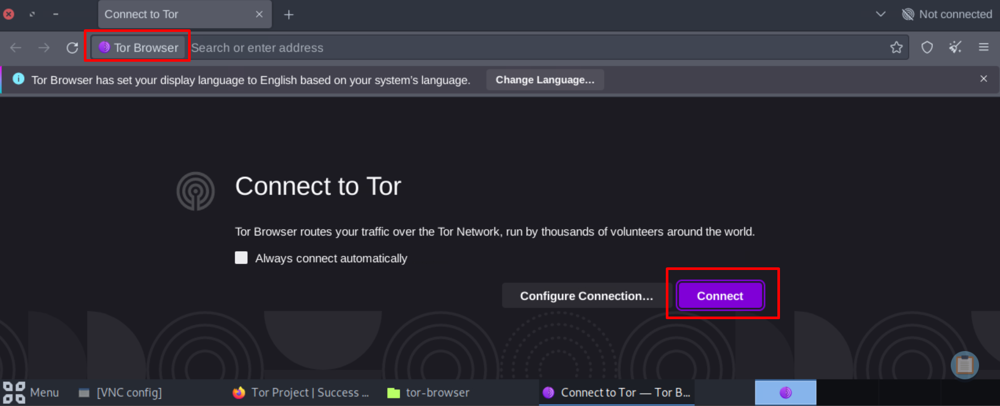 Connect to Tor
Not connected
Tor Browser
Search or enter address
Tor Browser has set your display language to English based on your system’s language.
Change Language...
Connect to Tor
Tor Browser routes your traffic over the Tor Network, run by thousands of volunteers around the world.
Always connect automatically
Configure Connection...
Connect
Menu
[VNC config]
Tor Project | Success ...
tor-browser
Connect to Tor — Tor B...